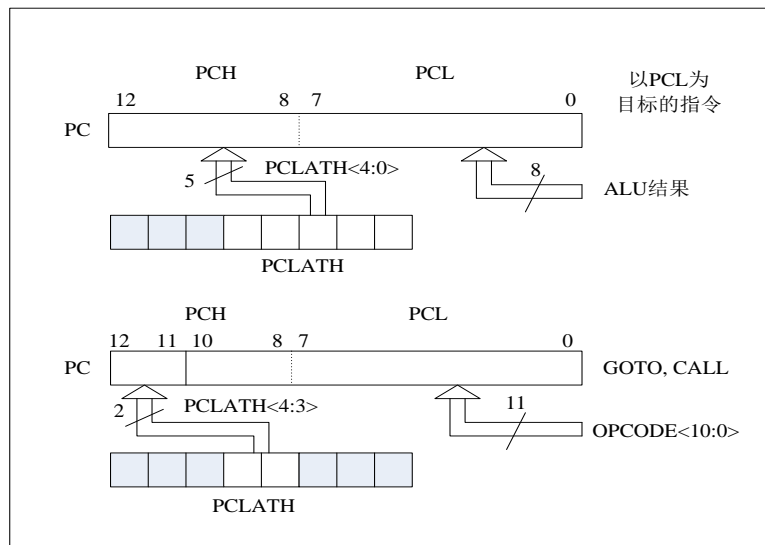 PCH PCL
12 8 7 0
以PCL为
目标的指令
PC
5
PCLATH<4:0>
8
ALU结果
PCLATH
PCH PCL
12 11 10 8 7 0
PC
GOTO, CALL
2
PCLATH<4:3>
11
OPCODE<10:0>
PCLATH